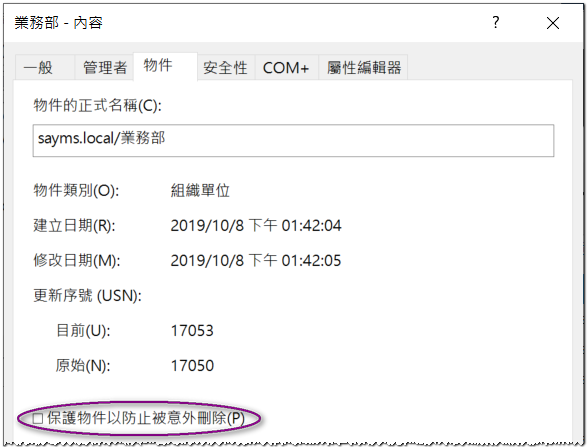 業務部 - 內容
?
一般 管理者 物件 安全性 COM+ 屬性編輯器
物件的正式名稱(C):
sayms.local/業務部
物件類別(O): 組織單位
建立日期(R): 2019/10/8 下午 01:42:04
修改日期(M): 2019/10/8 下午 01:42:05
更新序號 (USN):
目前(U): 17053
原始(N): 17050
保護物件以防止被意外刪除(P)